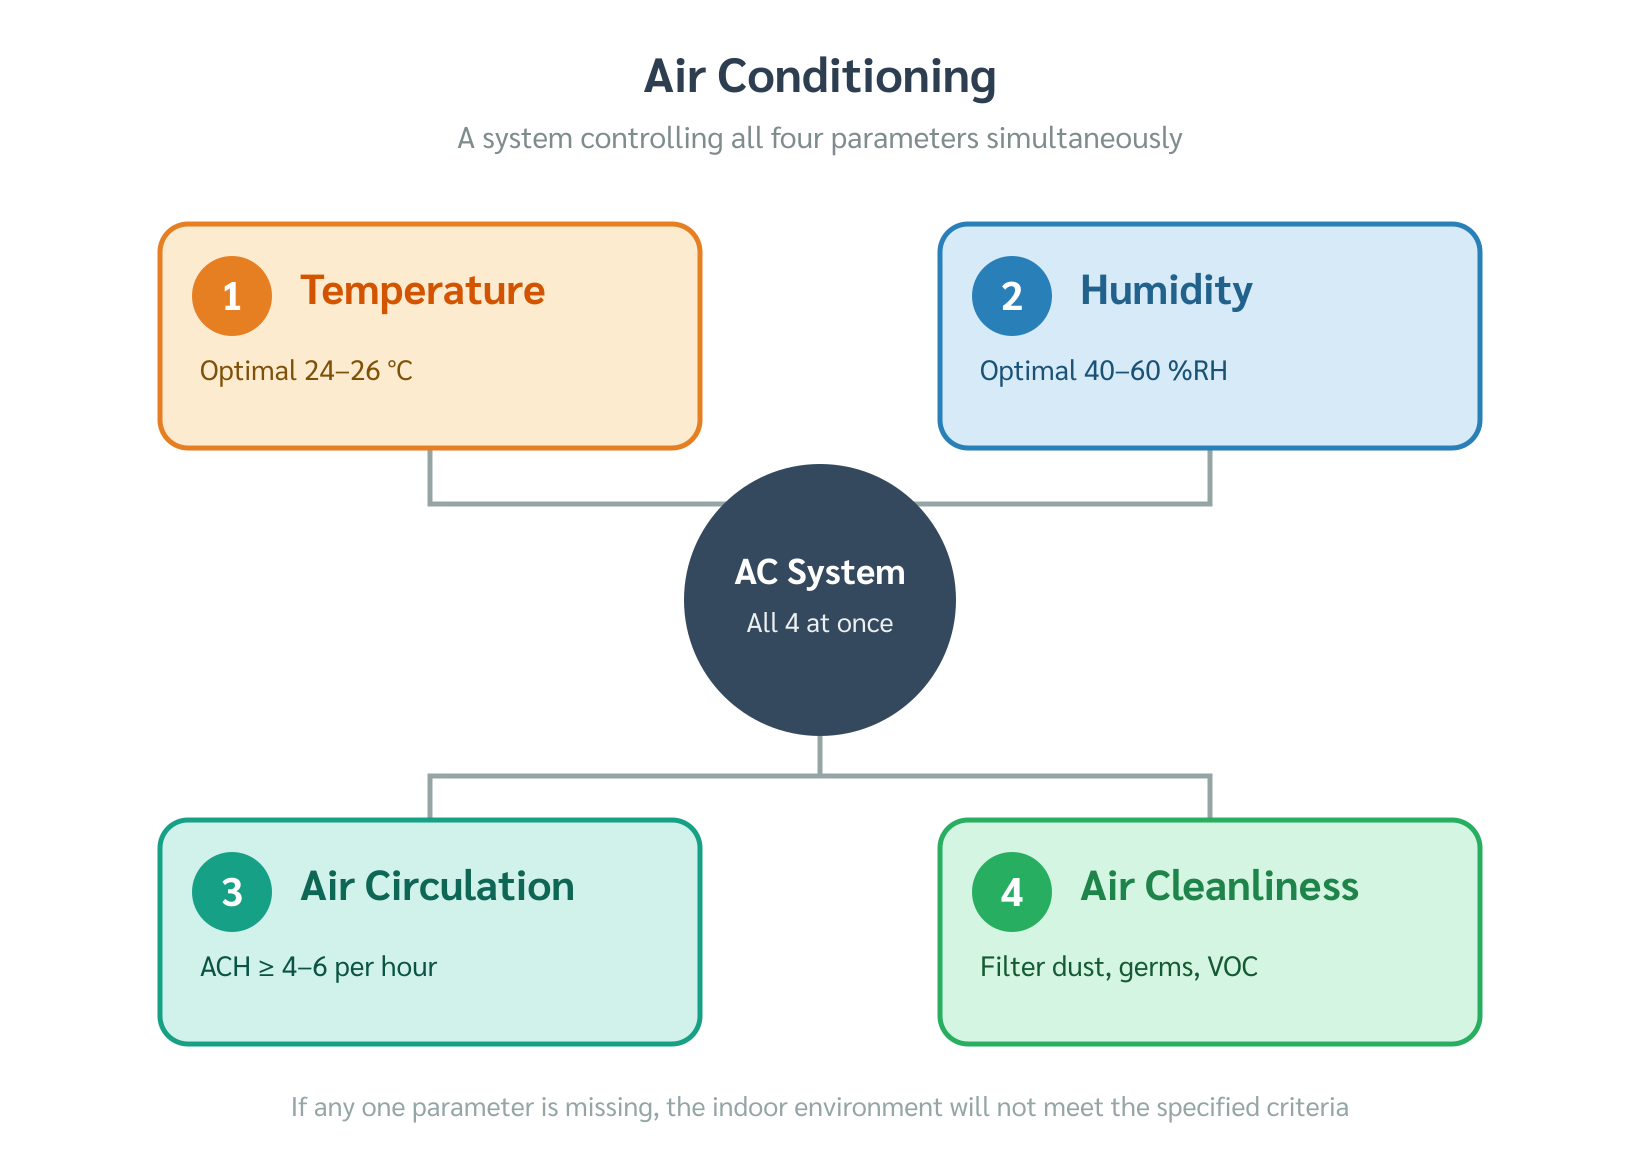 Air Conditioning
A system controlling all four parameters simultaneously
1 Temperature
Optimal 24–26 °C
2 Humidity
Optimal 40–60 %RH
AC System
All 4 at once
3 Air Circulation
ACH ≥ 4–6 per hour
4 Air Cleanliness
Filter dust, germs, VOC
If any one parameter is missing, the indoor environment will not meet the specified criteria